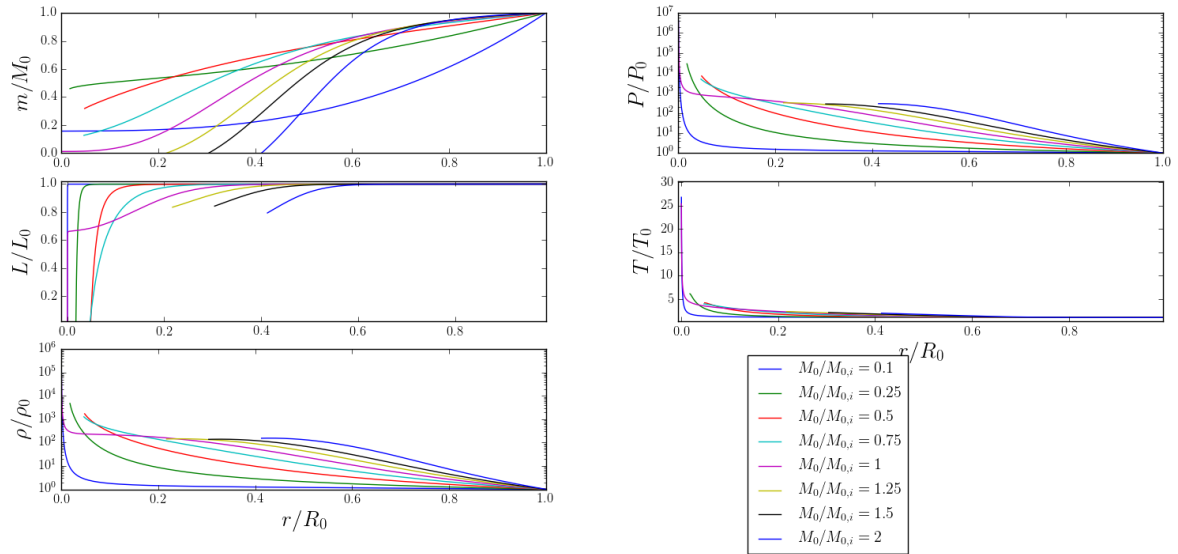 m/M₀
1.0
0.8
0.6
0.4
0.2
0.0
0.0 0.2 0.4 0.6 0.8 1.0
L/L₀
1.0
0.8
0.6
0.4
0.2
0.0 0.2 0.4 0.6 0.8
ρ/ρ₀
10⁶
10⁵
10⁴
10³
10²
10¹
10⁰
0.0 0.2 0.4 0.6 0.8 1.0
r/R₀
P/P₀
10⁷
10⁶
10⁵
10⁴
10³
10²
10¹
10⁰
0.0 0.2 0.4 0.6 0.8 1.0
T/T₀
30
25
20
15
10
5
0.0 0.2 0.4 0.6 0.8
r/R₀
M₀/M₀,ᵢ = 0.1
M₀/M₀,ᵢ = 0.25
M₀/M₀,ᵢ = 0.5
M₀/M₀,ᵢ = 0.75
M₀/M₀,ᵢ = 1
M₀/M₀,ᵢ = 1.25
M₀/M₀,ᵢ = 1.5
M₀/M₀,ᵢ = 2